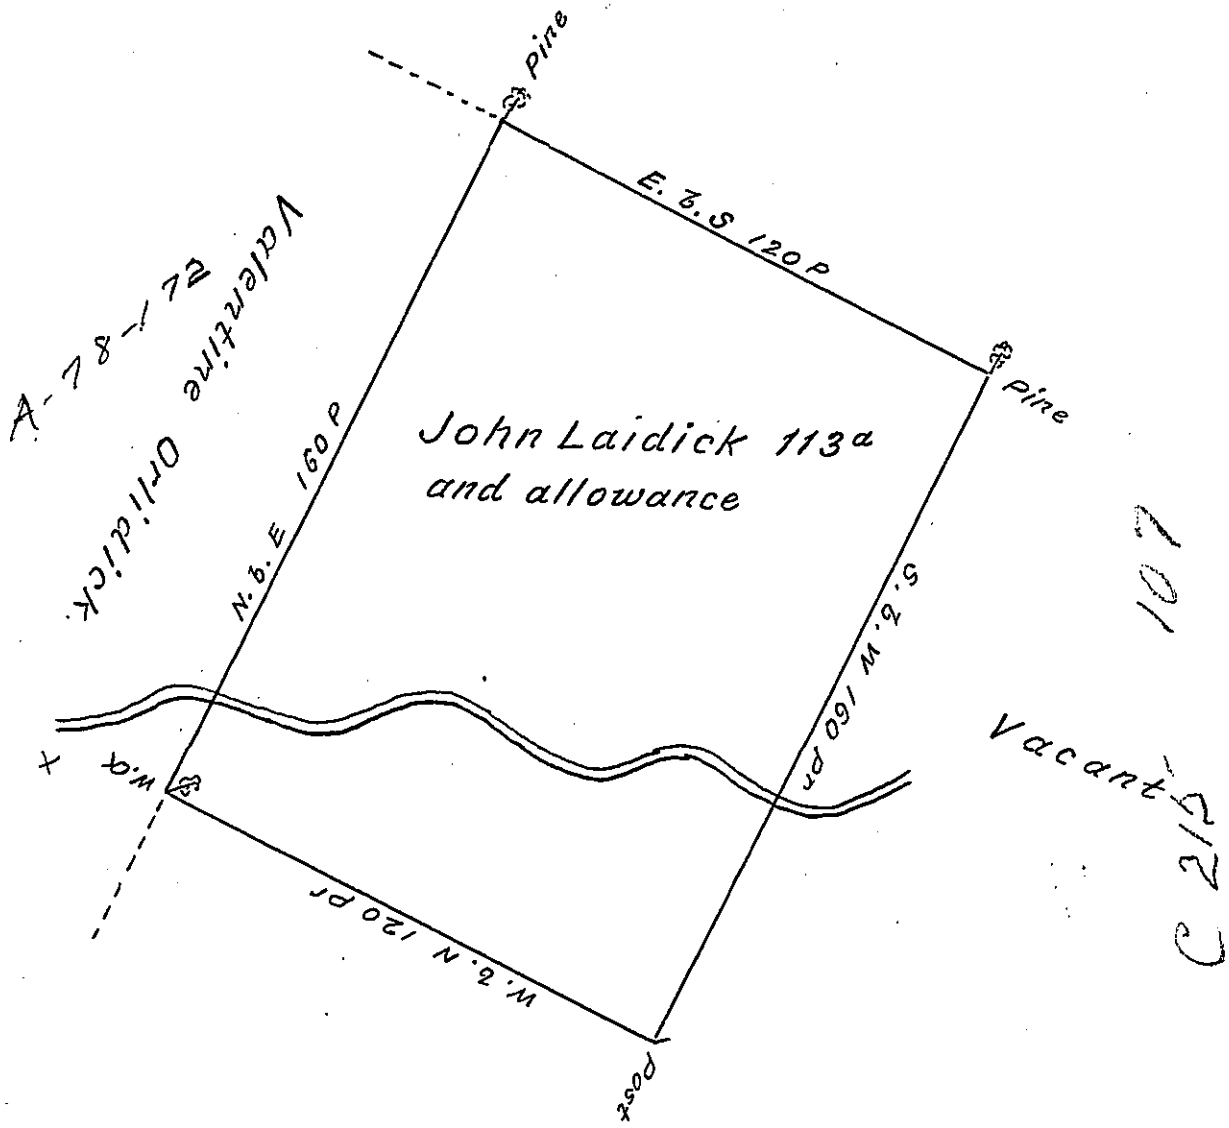 Pine
E. b. S 120 P
Pine
A-78-172
Valentine Orlidick.
N. b. E 160 P
John Laidick 113a
and allowance
S. b. W 160 pr
107
Vacant
C 215
X
W.O.
W. b. N 120 pr
Post